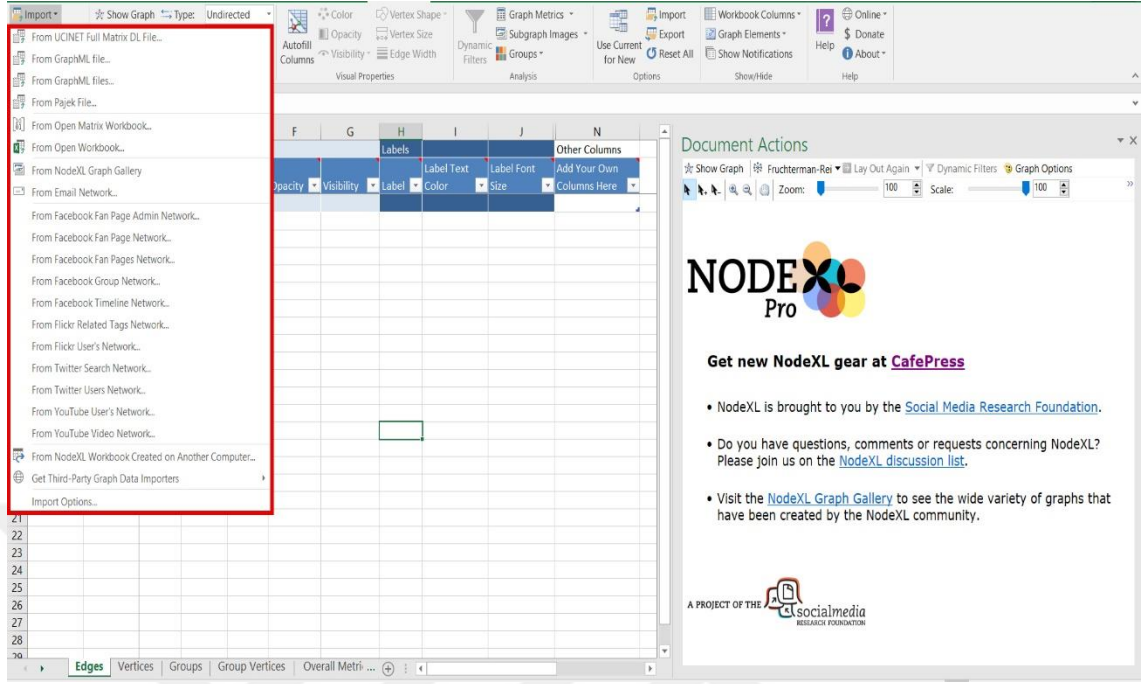 Import
Show Graph
Type:
Undirected
From UCINET Full Matrix DL File...
From GraphML file...
From GraphML files...
From Pajek File...
From Open Matrix Workbook...
From Open Workbook...
From NodeXL Graph Gallery
From Email Network...
From Facebook Fan Page Admin Network...
From Facebook Fan Page Network...
From Facebook Fan Pages Network...
From Facebook Group Network...
From Facebook Timeline Network...
From Flickr Related Tags Network...
From Flickr User's Network...
From Twitter Search Network...
From Twitter Users Network...
From YouTube User's Network...
From YouTube Video Network...
From NodeXL Workbook Created on Another Computer...
Get Third-Party Graph Data Importers
Import Options...
Autofill
Columns
Color
Opacity
Visibility
Vertex Shape
Vertex Size
Edge Width
Visual Properties
Dynamic
Filters
Graph Metrics
Subgraph Images
Groups
Analysis
Use Current
for New
Import
Export
Reset All
Options
Workbook Columns
Graph Elements
Show Notifications
Show/Hide
Help
Online
$ Donate
About
Help
F G H I J N
Labels
Other Columns
Opacity
Visibility
Label
Label Text
Color
Label Font
Size
Add Your Own
Columns Here
21
22
23
24
25
26
27
28
29
Edges
Vertices
Groups
Group Vertices
Overall Metri ...
Document Actions
Show Graph
Fruchterman-Rei
Lay Out Again
Dynamic Filters
Graph Options
Zoom:
100
Scale:
100
NODEXL
Pro
Get new NodeXL gear at CafePress
• NodeXL is brought to you by the Social Media Research Foundation.
• Do you have questions, comments or requests concerning NodeXL?
Please join us on the NodeXL discussion list.
• Visit the NodeXL Graph Gallery to see the wide variety of graphs that
have been created by the NodeXL community.
A PROJECT OF THE
socialmedia
RESEARCH FOUNDATION